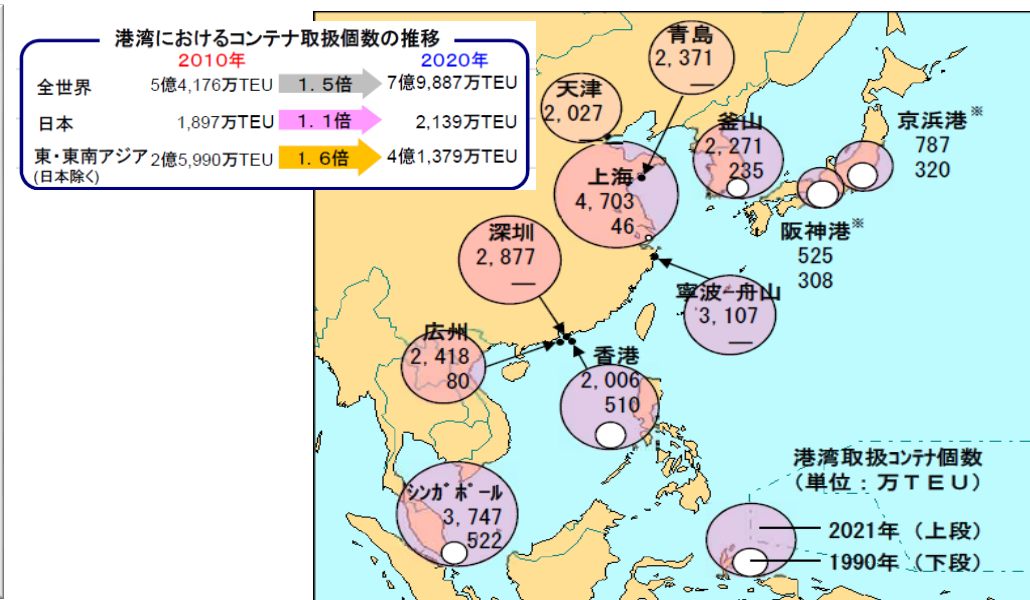 港湾におけるコンテナ取扱個数の推移
2010年 2020年
全世界 5億4,176万TEU 1.5倍 7億9,887万TEU
日本 1,897万TEU 1.1倍 2,139万TEU
東・東南アジア 2億5,990万TEU 1.6倍 4億1,379万TEU
(日本除く)
青島
2,371
―
天津
2,027
―
釜山
2,271
235
京浜港※
787
320
上海
4,703
46
阪神港※
525
308
深圳
2,877
―
寧波-舟山
3,107
―
広州
2,418
80
香港
2,006
510
シンガポール
3,747
522
港湾取扱コンテナ個数
(単位:万TEU)
2021年(上段)
1990年(下段)